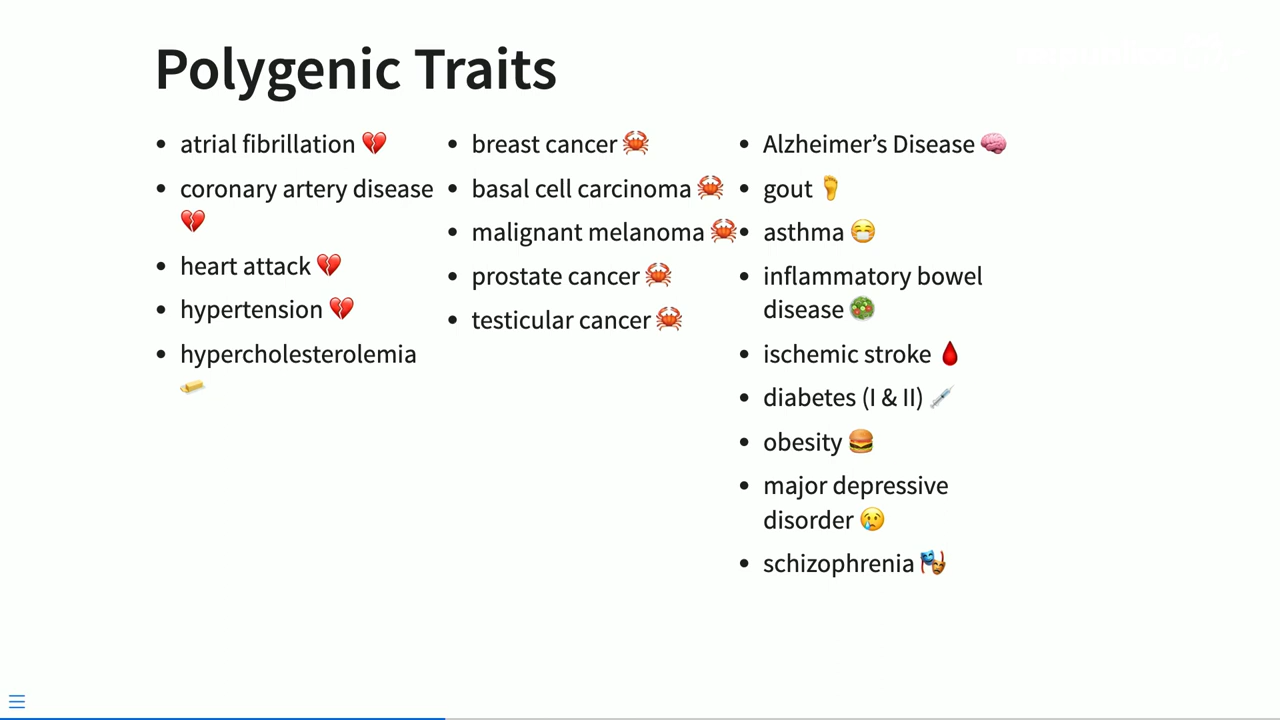 Polygenic Traits
• atrial fibrillation 💔
• coronary artery disease
💔
• heart attack 💔
• hypertension 💔
• hypercholesterolemia
🧈
• breast cancer 🦀
• basal cell carcinoma 🦀
• malignant melanoma 🦀
• prostate cancer 🦀
• testicular cancer 🦀
• Alzheimer’s Disease 🧠
• gout 🦶
• asthma 😷
• inflammatory bowel
disease 🥗
• ischemic stroke 🩸
• diabetes (I & II) 💉
• obesity 🍔
• major depressive
disorder 😢
• schizophrenia 🎭